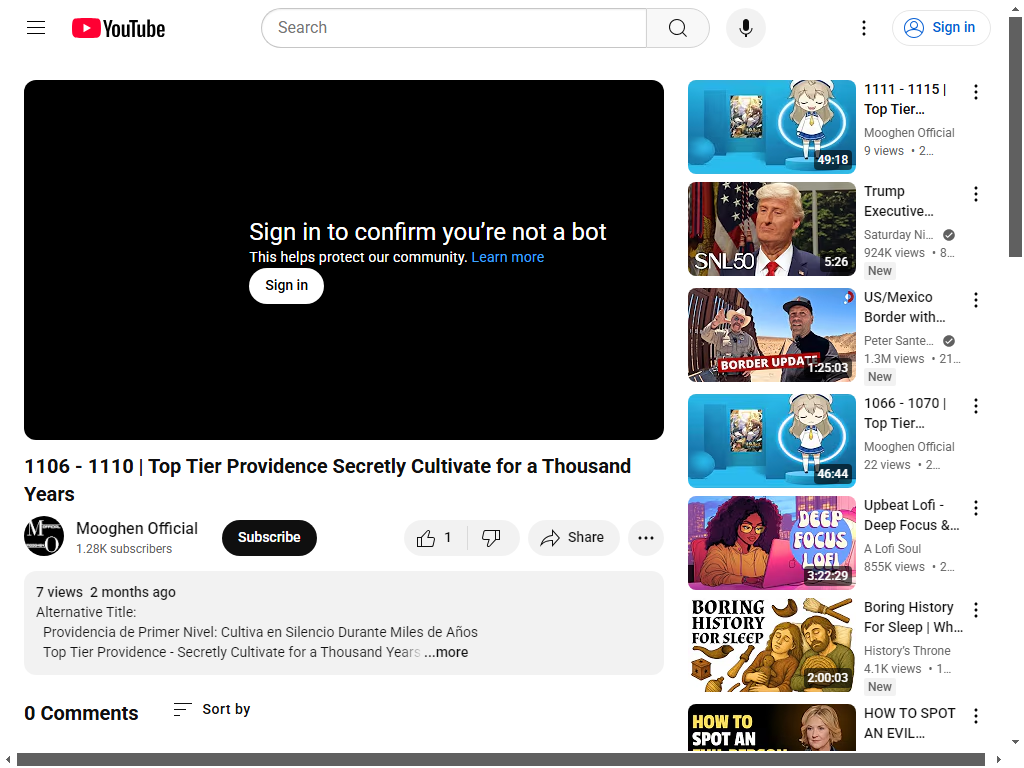 YouTube
Search
Sign in
Sign in to confirm you’re not a bot
This helps protect our community. Learn more
Sign in
1106 - 1110 | Top Tier Providence Secretly Cultivate for a Thousand
Years
Mooghen Official
1.28K subscribers
Subscribe
1
Share
7 views 2 months ago
Alternative Title:
Providencia de Primer Nivel: Cultiva en Silencio Durante Miles de Años
Top Tier Providence - Secretly Cultivate for a Thousand Years ...more
0 Comments
Sort by
49:18
1111 - 1115 |
Top Tier…
Mooghen Official
9 views • 2…
SNL50
5:26
Trump
Executive…
Saturday Ni…
924K views • 8…
New
BORDER UPDATE
1:25:03
US/Mexico
Border with…
Peter Sante…
1.3M views • 21…
New
46:44
1066 - 1070 |
Top Tier…
Mooghen Official
22 views • 2…
DEEP
FOCUS
LOFI
3:22:29
Upbeat Lofi -
Deep Focus &…
A Lofi Soul
855K views • 2…
BORING
HISTORY
FOR SLEEP
2:00:03
Boring History
For Sleep | Wh…
History's Throne
4.1K views • 1…
New
HOW TO
SPOT AN
HOW TO SPOT
AN EVIL…